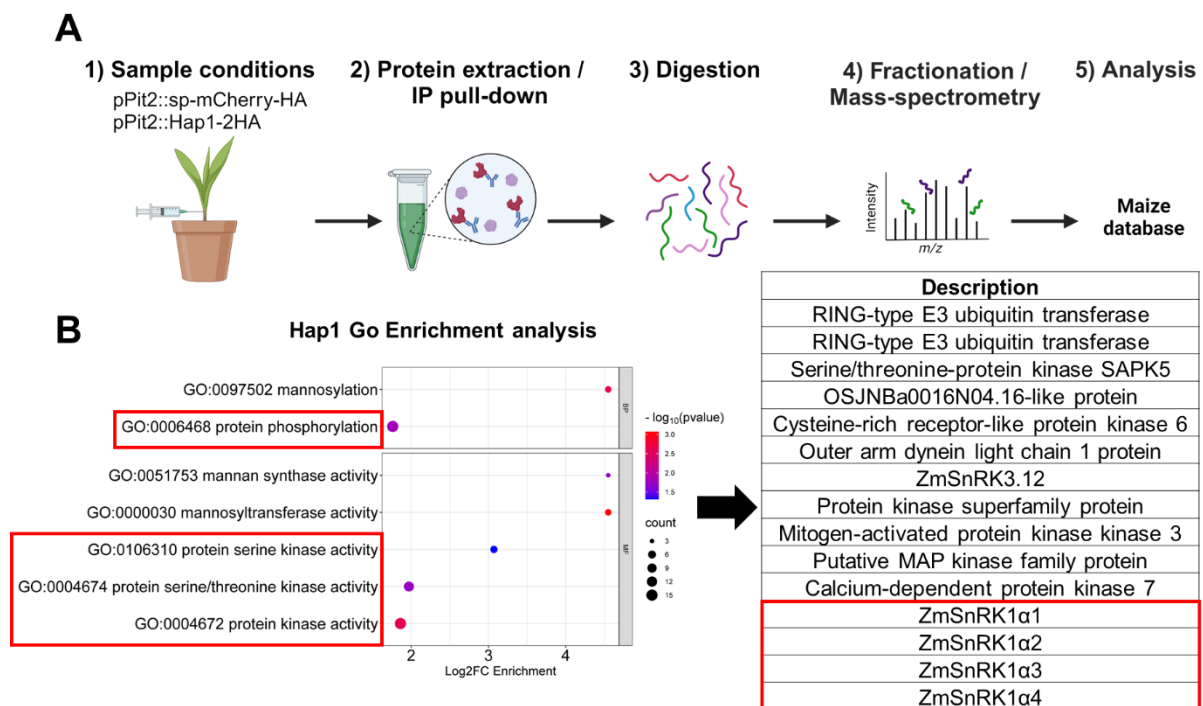 A
1) Sample conditions
pPit2::sp-mCherry-HA
pPit2::Hap1-2HA
2) Protein extraction /
IP pull-down
3) Digestion
4) Fractionation /
Mass-spectrometry
5) Analysis
Intensity
m/z
Maize
database
B
Hap1 Go Enrichment analysis
GO:0097502 mannosylation
GO:0006468 protein phosphorylation
GO:0051753 mannan synthase activity
GO:0000030 mannosyltransferase activity
GO:0106310 protein serine kinase activity
GO:0004674 protein serine/threonine kinase activity
GO:0004672 protein kinase activity
BP
MF
2 3 4
Log2FC Enrichment
- log10(pvalue)
3.0
2.5
2.0
1.5
count
3
6
9
12
15
Description
RING-type E3 ubiquitin transferase
RING-type E3 ubiquitin transferase
Serine/threonine-protein kinase SAPK5
OSJNBa0016N04.16-like protein
Cysteine-rich receptor-like protein kinase 6
Outer arm dynein light chain 1 protein
ZmSnRK3.12
Protein kinase superfamily protein
Mitogen-activated protein kinase kinase 3
Putative MAP kinase family protein
Calcium-dependent protein kinase 7
ZmSnRK1α1
ZmSnRK1α2
ZmSnRK1α3
ZmSnRK1α4